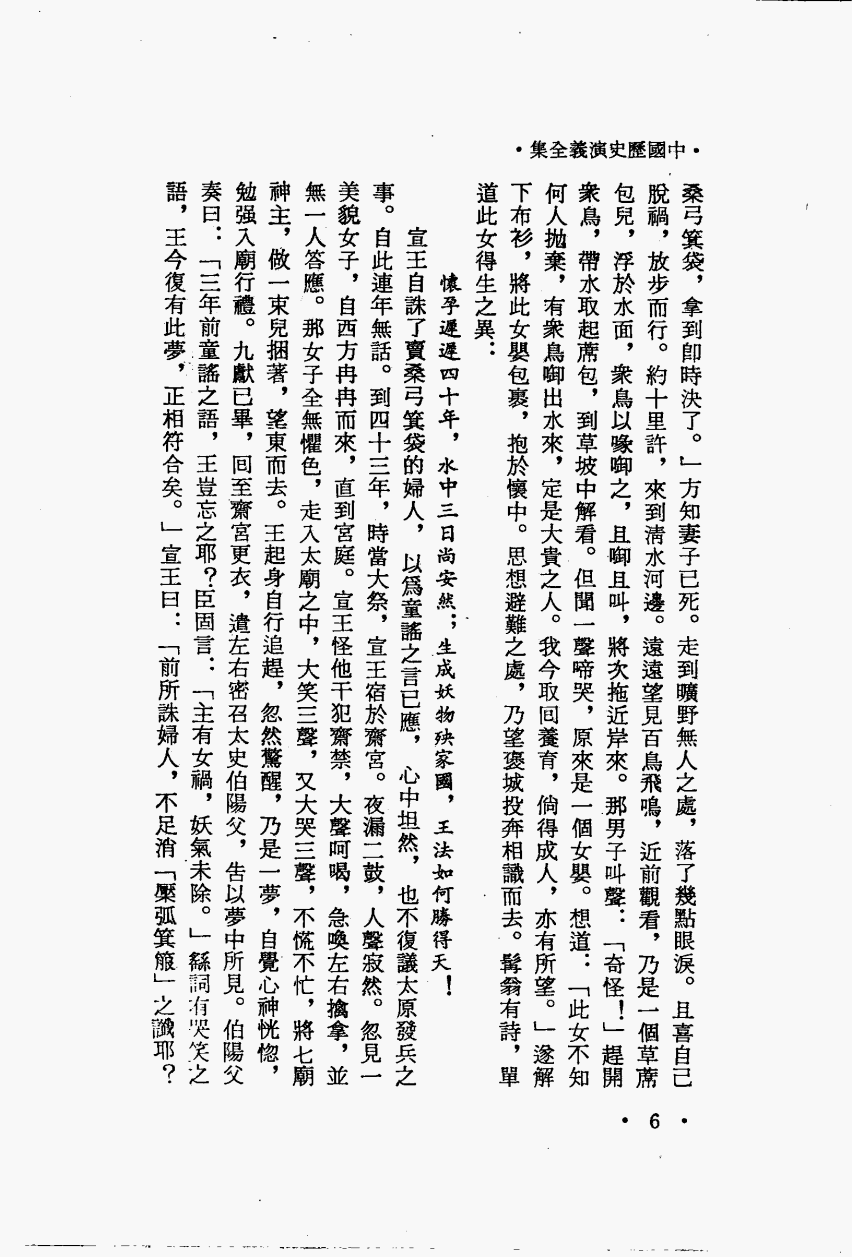 •中國歷史演義全集•
桑弓箕袋，拿到卽時決了。」方知妻子已死。走到曠野無人之處，落了幾點眼淚。且喜自己
脫禍，放步而行。約十里許，來到淸水河邊。遠遠望見百鳥飛鳴，近前觀看，乃是一個草蓆
包兒，浮於水面，衆鳥以喙啣之，且啣且叫，將次拖近岸來。那男子叫聲：「奇怪！」趕開
衆鳥，帶水取起蓆包，到草坡中解看。但聞一聲啼哭，原來是一個女嬰。想道：「此女不知
何人拋棄，有衆鳥啣出水來，定是大貴之人。我今取回養育，倘得成人，亦有所望。」遂解
下布衫，將此女嬰包裹，抱於懷中。思想避難之處，乃望褒城投奔相識而去。髯翁有詩，單
道此女得生之異：
懷孕遲遲四十年，水中三日尚安然；生成妖物殃家國，王法如何勝得天！
宣王自誅了賣桑弓箕袋的婦人，以爲童謠之言已應，心中坦然，也不復議太原發兵之
事。自此連年無話。到四十三年，時當大祭，宣王宿於齋宮。夜漏二鼓，人聲寂然。忽見一
美貌女子，自西方冉冉而來，直到宮庭。宣王怪他干犯齋禁，大聲呵喝，急喚左右擒拿，並
無一人答應。那女子全無懼色，走入太廟之中，大笑三聲，又大哭三聲，不慌不忙，將七廟
神主，做一束兒捆著，望東而去。王起身自行追趕，忽然驚醒，乃是一夢，自覺心神恍惚，
勉强入廟行禮。九獻已畢，回至齋宮更衣，遣左右密召太史伯陽父，告以夢中所見。伯陽父
奏曰：「三年前童謠之語，王豈忘之耶？臣固言：「主有女禍，妖氣未除。」繇詞有哭笑之
語，王今復有此夢，正相符合矣。」宣王曰：「前所誅婦人，不足消「檿弧箕箙」之讖耶？
•6•